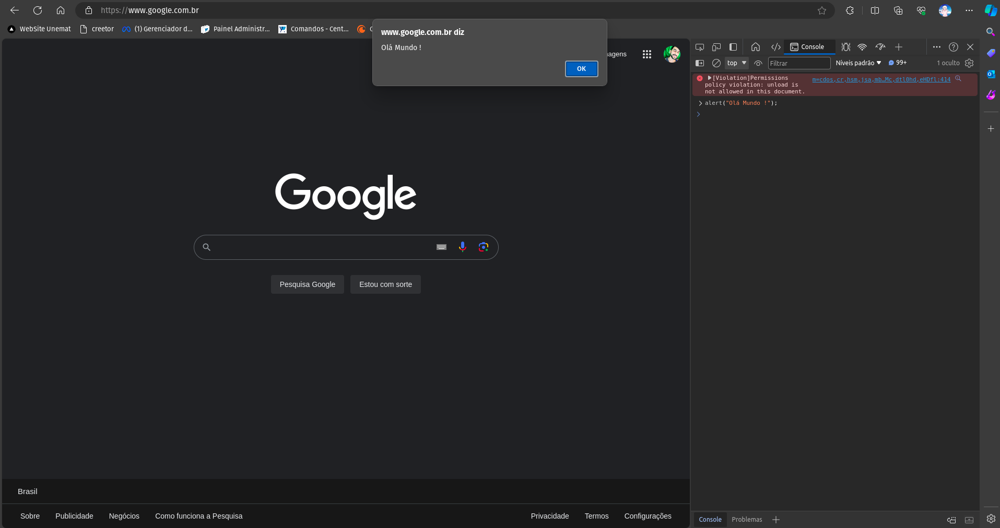 https://www.google.com.br
WebSite Unemat
creetor
(1) Gerenciador d...
Painel Administr...
Comandos - Cent...
www.google.com.br diz
Olá Mundo !
OK
agens
Console
top
Filtrar
Níveis padrão
99+
1 oculto
[Violation]Permissions
policy violation: unload is
not allowed in this document.
m=cdos,cr,hsm,jsa,mb…Mc,dtl0hd,eHDfl:414
alert("Olá Mundo !");
Google
Pesquisa Google
Estou com sorte
Brasil
Sobre
Publicidade
Negócios
Como funciona a Pesquisa
Privacidade
Termos
Configurações
Console
Problemas